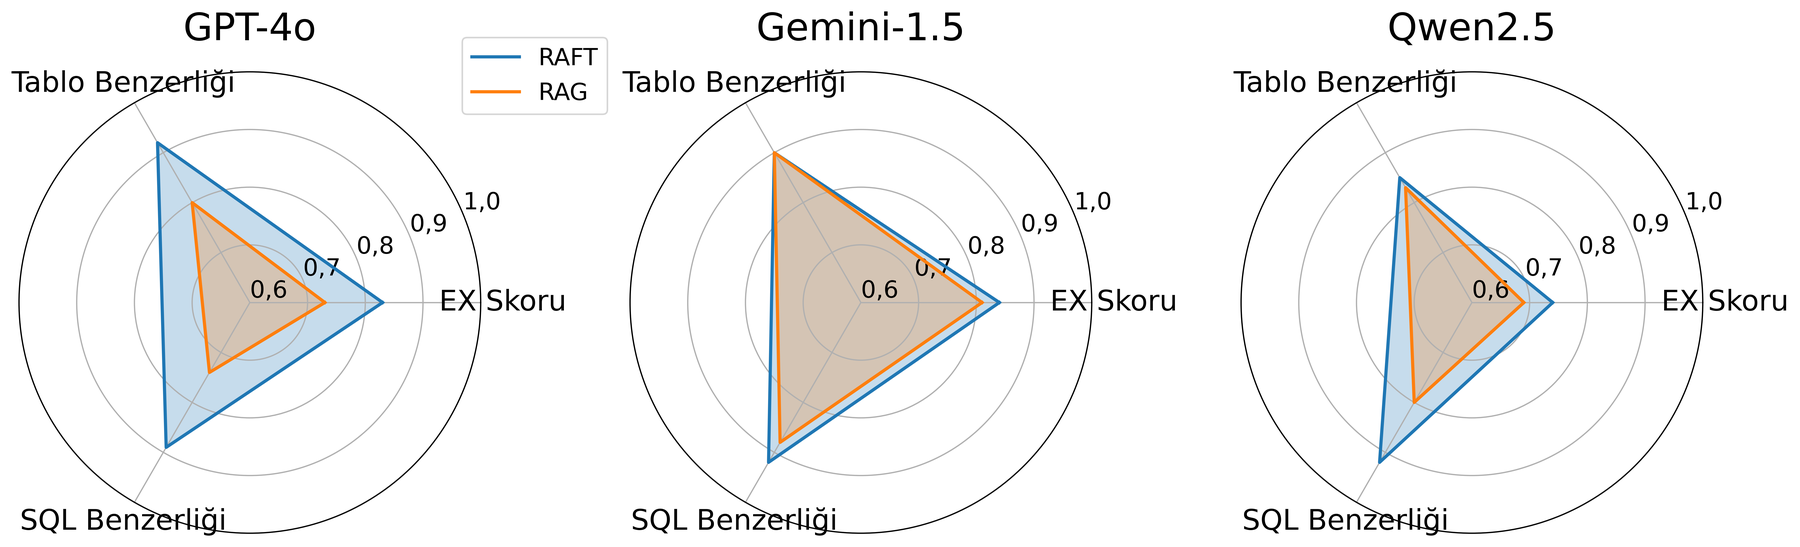 GPT-4o
Tablo Benzerliği
EX Skoru
SQL Benzerliği
0,6
0,7
0,8
0,9
1,0
RAFT
RAG
Gemini-1.5
Tablo Benzerliği
EX Skoru
SQL Benzerliği
0,6
0,7
0,8
0,9
1,0
Qwen2.5
Tablo Benzerliği
EX Skoru
SQL Benzerliği
0,6
0,7
0,8
0,9
1,0